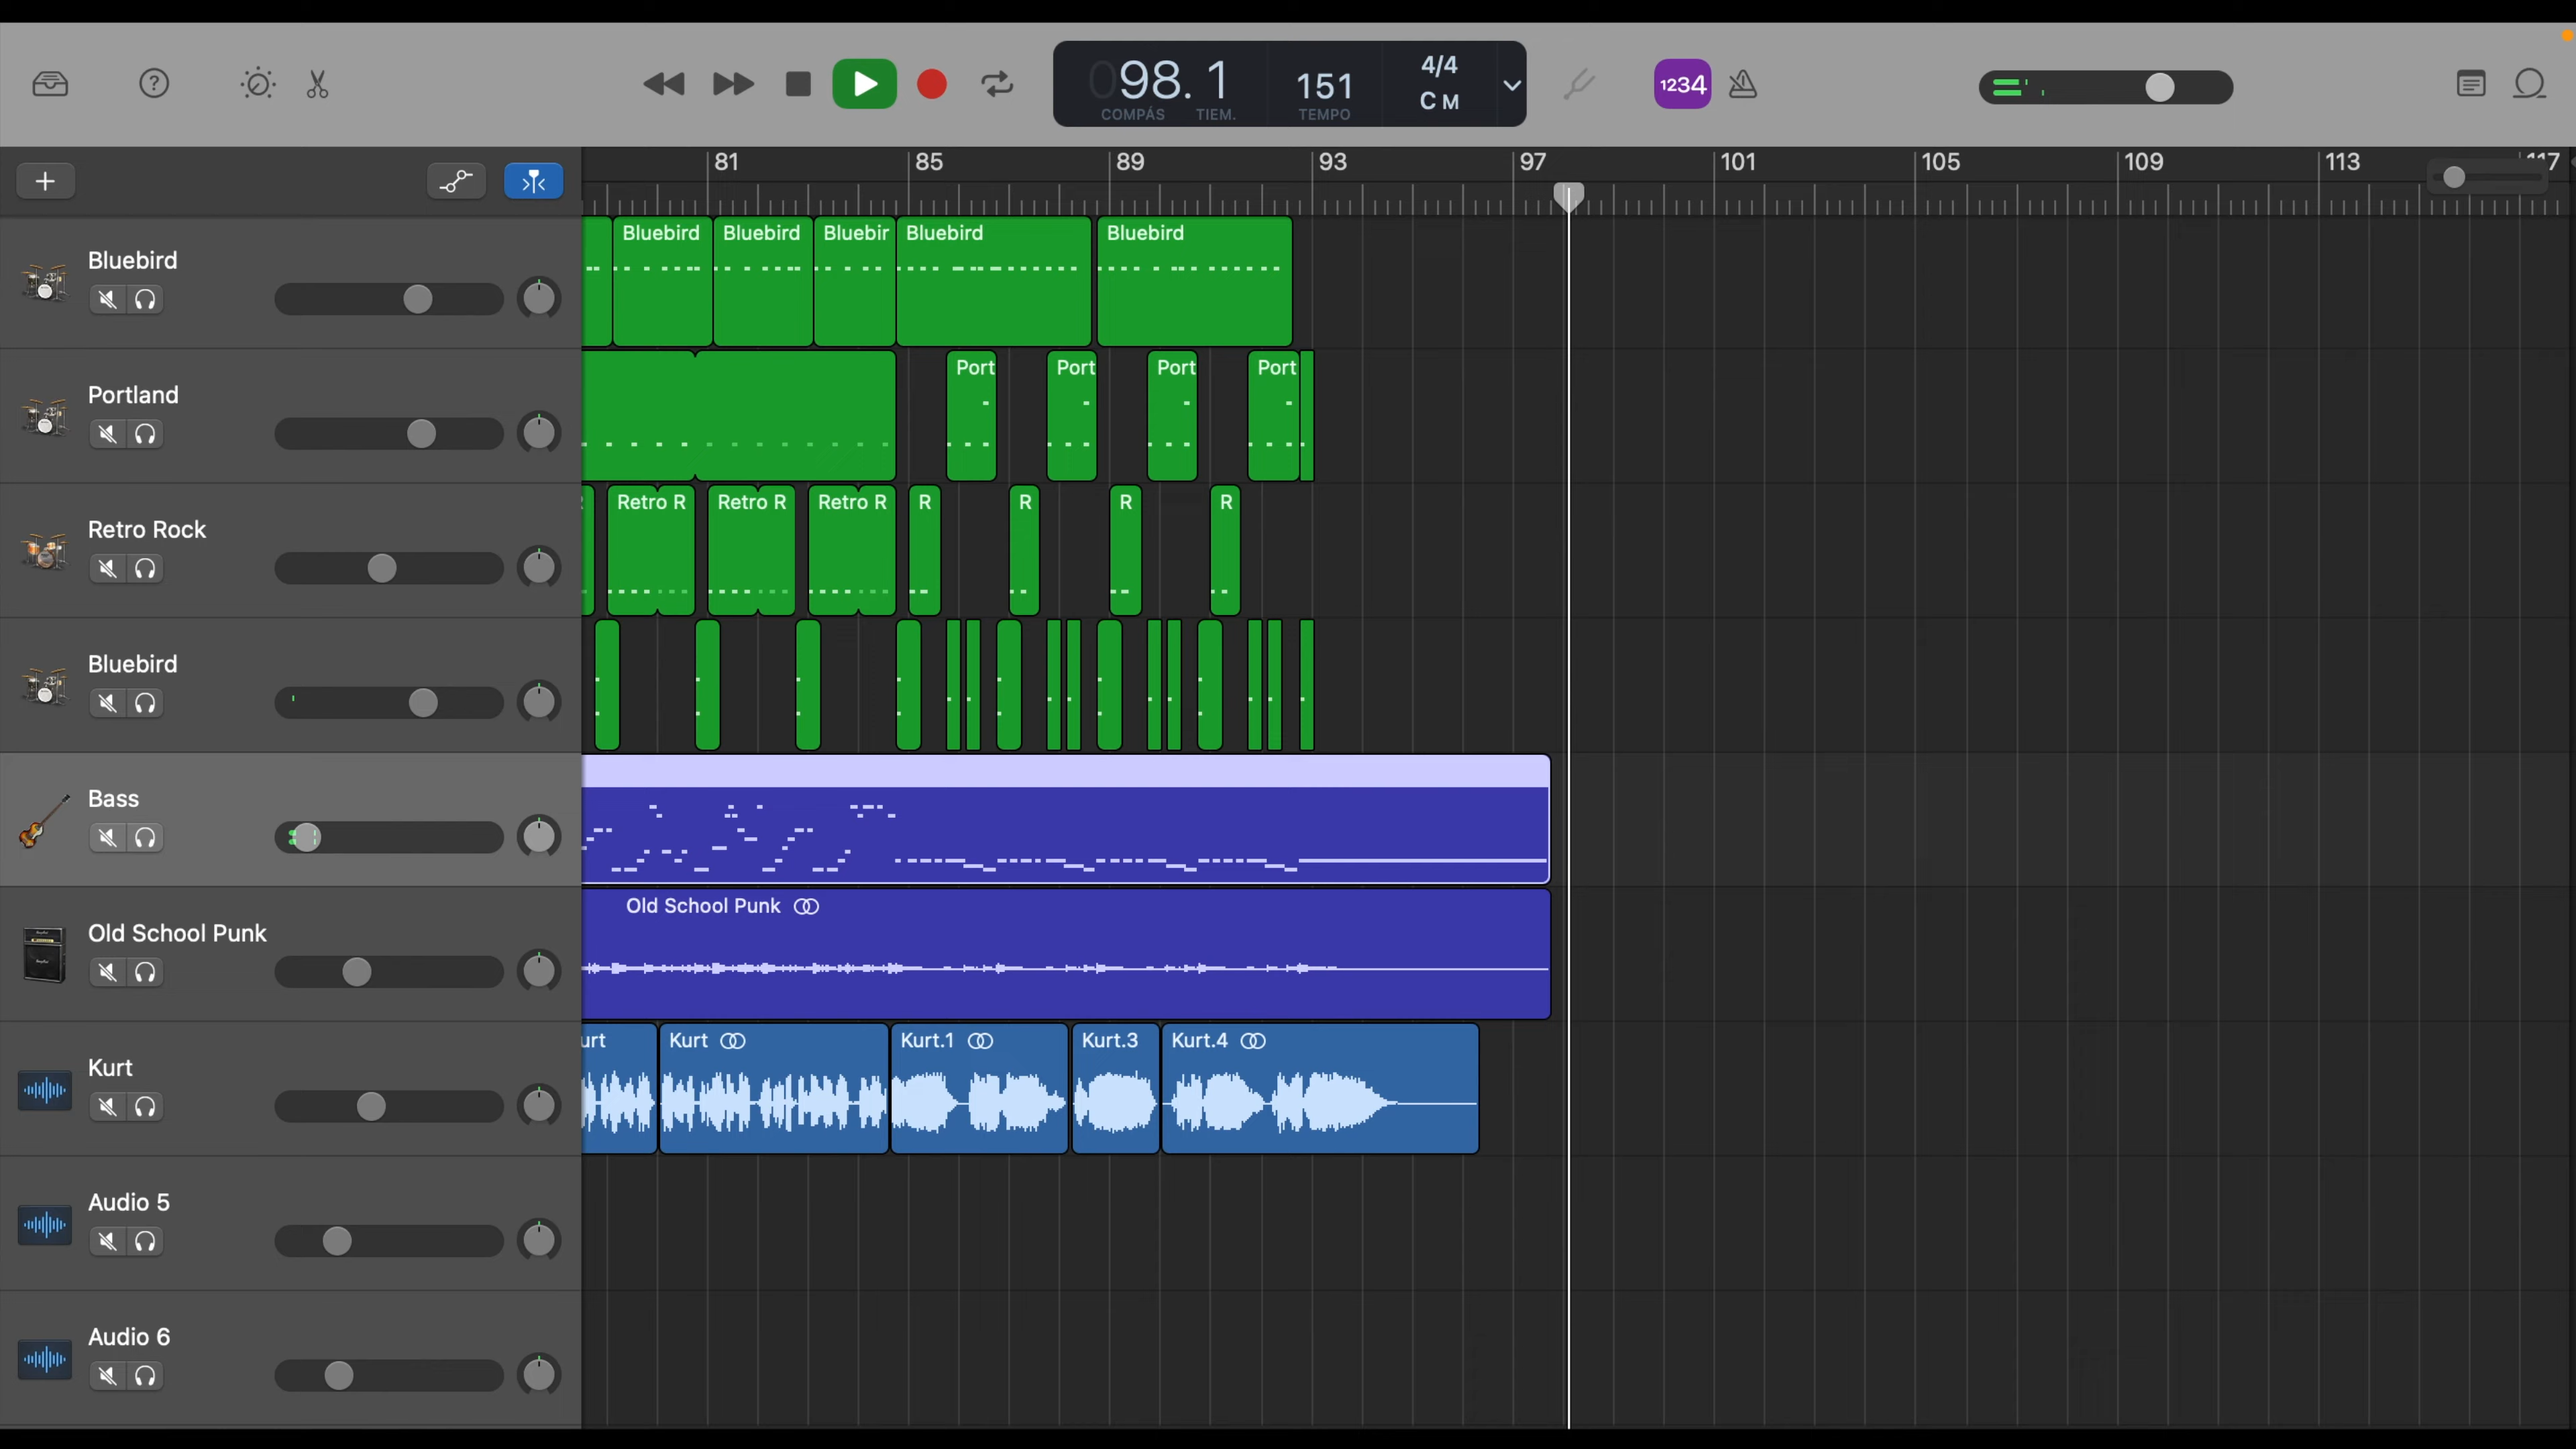 098. 1
COMPÁS TIEM.
151
TEMPO
4/4
C M
1234
81 85 89 93 97 101 105 109 113 117
Bluebird
Bluebird Bluebird Bluebir Bluebird Bluebird
Portland
Port Port Port Port
Retro Rock
Retro R Retro R Retro R R R R R
Bluebird
Bass
Old School Punk
Old School Punk
Kurt
urt Kurt Kurt.1 Kurt.3 Kurt.4
Audio 5
Audio 6